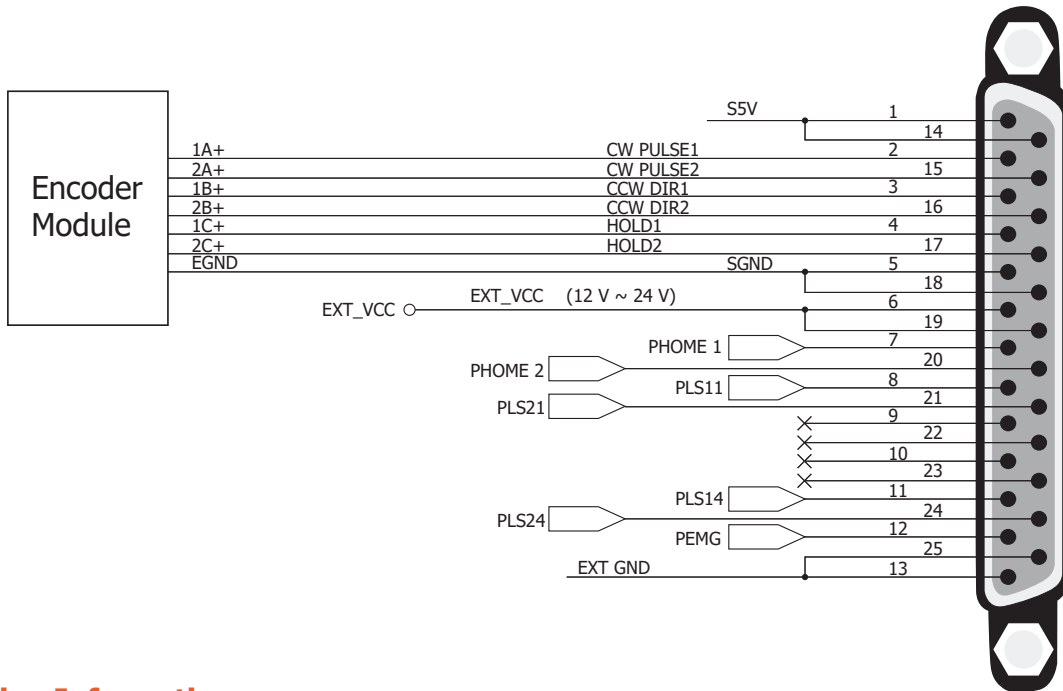 S5V 1
14
1A+ CW PULSE1 2
2A+ CW PULSE2 15
1B+ CCW DIR1 3
2B+ CCW DIR2 16
1C+ HOLD1 4
2C+ HOLD2 17
EGND SGND 5
Encoder
Module
18
EXT_VCC EXT_VCC (12 V ~ 24 V) 6
19
PHOME 1 7
PHOME 2 20
PLS11 8
PLS21 21
9
22
10
23
PLS14 11
PLS24 24
PEMG 12
25
EXT GND 13